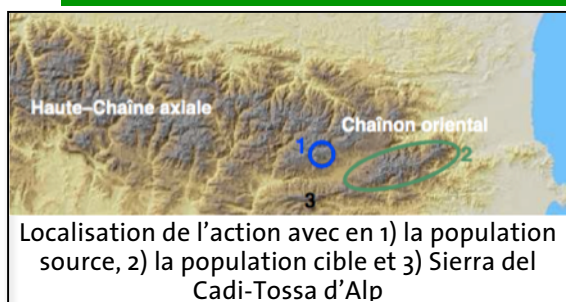 Haute-Chaîne axiale
Chaînon oriental
1
2
3
Localisation de l'action avec en 1) la population
source, 2) la population cible et 3) Sierra del
Cadi-Tossa d'Alp